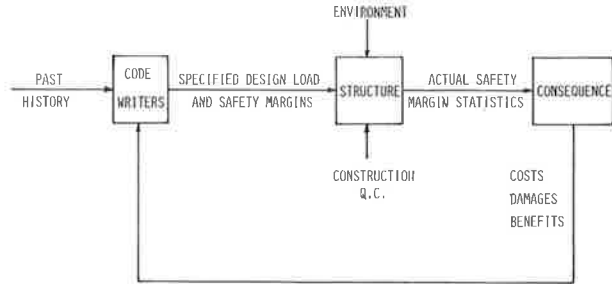 ENVIRONMENT
PAST
HISTORY
CODE
WRITERS
SPECIFIED DESIGN LOAD
AND SAFETY MARGINS
STRUCTURE
ACTUAL SAFETY
MARGIN STATISTICS
CONSEQUENCE
CONSTRUCTION
Q.C.
COSTS
DAMAGES
BENEFITS